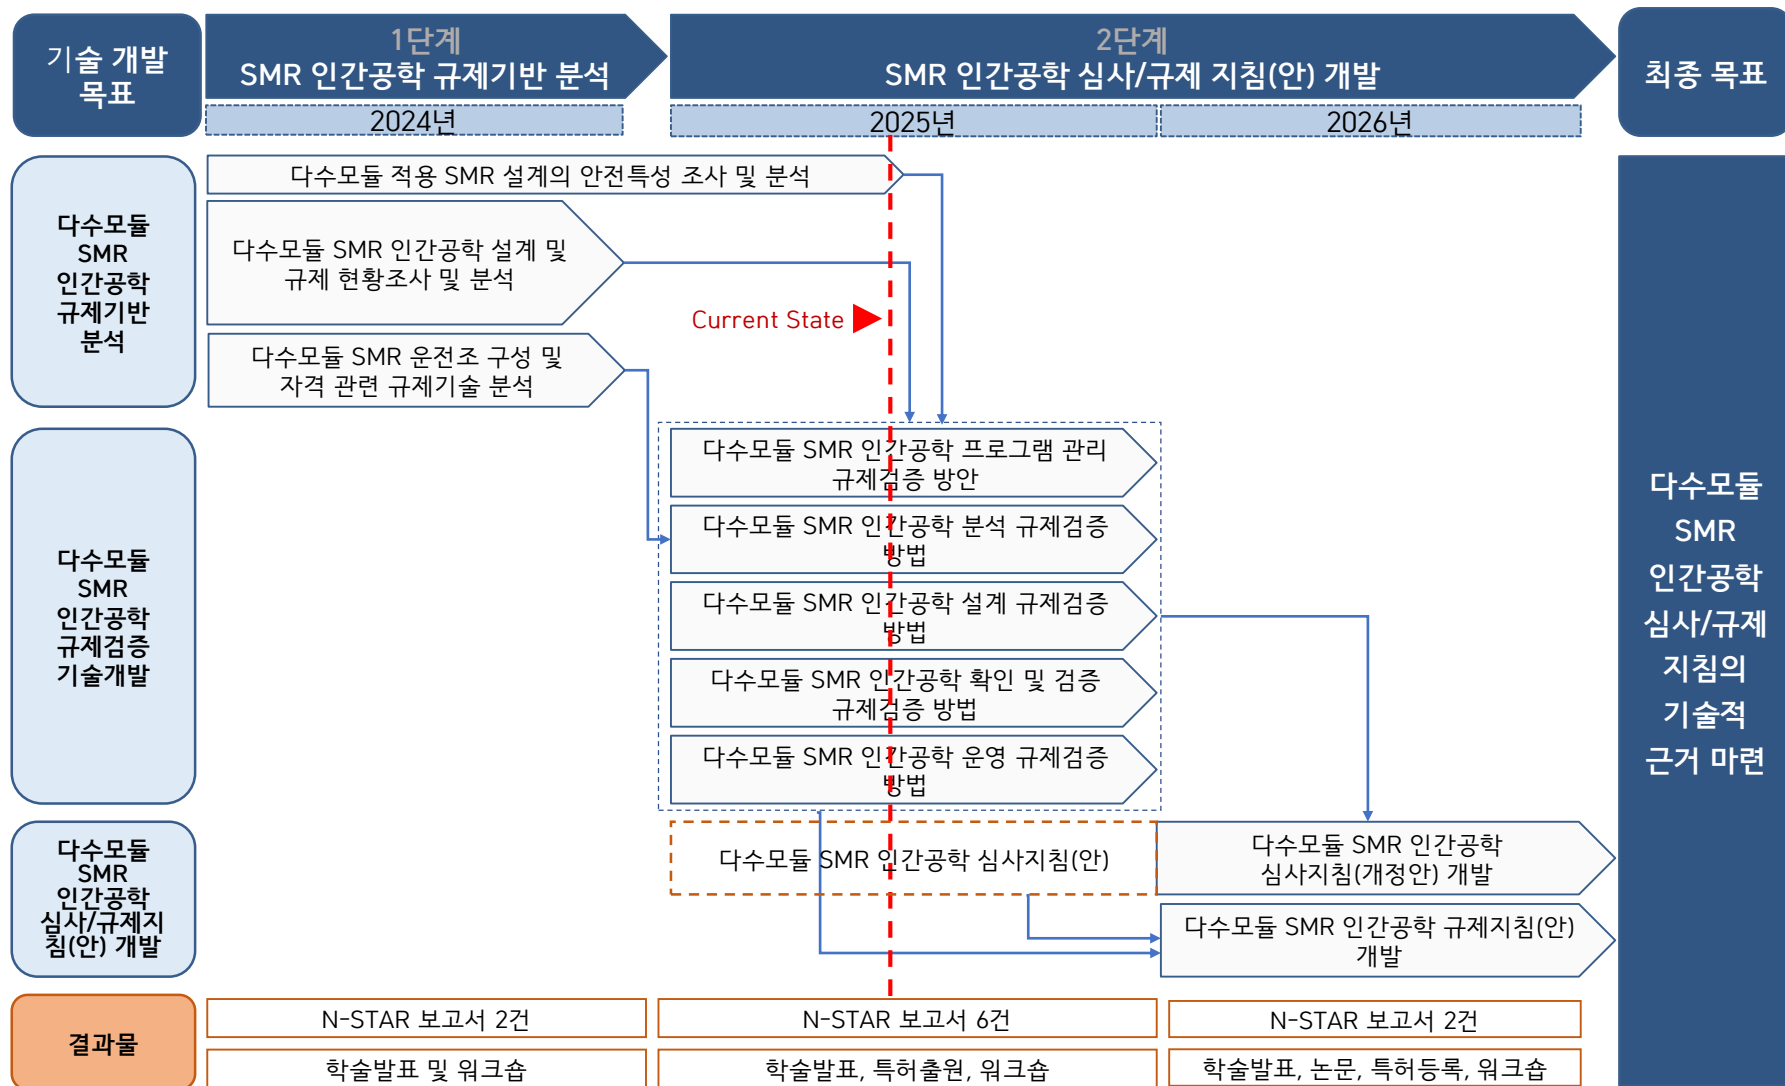 기술 개발
목표
1단계
SMR 인간공학 규제기반 분석
2단계
SMR 인간공학 심사/규제 지침(안) 개발
최종 목표
2024년
2025년
2026년
다수모듈
SMR
인간공학
규제기반
분석
다수모듈 적용 SMR 설계의 안전특성 조사 및 분석
다수모듈 SMR 인간공학 설계 및
규제 현황조사 및 분석
Current State
다수모듈 SMR 운전조 구성 및
자격 관련 규제기술 분석
다수모듈
SMR
인간공학
규제검증
기술개발
다수모듈 SMR 인간공학 프로그램 관리
규제검증 방안
다수모듈 SMR 인간공학 분석 규제검증
방법
다수모듈 SMR 인간공학 설계 규제검증
방법
다수모듈 SMR 인간공학 확인 및 검증
규제검증 방법
다수모듈 SMR 인간공학 운영 규제검증
방법
다수모듈
SMR
인간공학
심사/규제지
침(안) 개발
다수모듈 SMR 인간공학 심사지침(안)
다수모듈 SMR 인간공학
심사지침(개정안) 개발
다수모듈 SMR 인간공학 규제지침(안)
개발
다수모듈
SMR
인간공학
심사/규제
지침의
기술적
근거 마련
결과물
N-STAR 보고서 2건
N-STAR 보고서 6건
N-STAR 보고서 2건
학술발표 및 워크숍
학술발표, 특허출원, 워크숍
학술발표, 논문, 특허등록, 워크숍